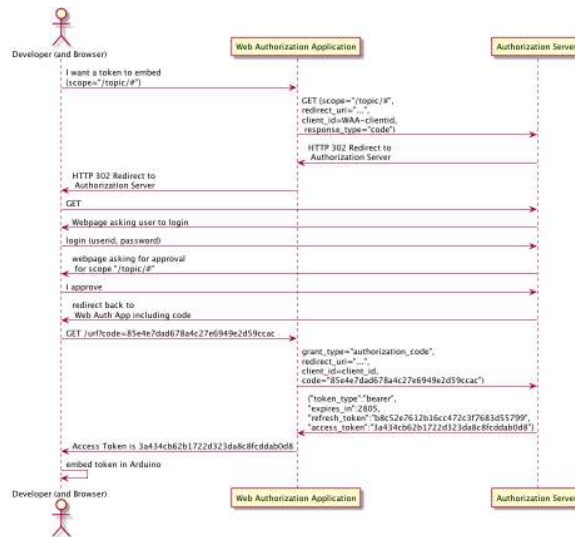 Developer (and Browser)
Web Authorization Application
Authorization Server
I want a token to embed
(scope="/topic/#")
GET (scope="/topic/#",
redirect_uri="...",
client_id=WAA-clientid,
response_type="code")
HTTP 302 Redirect to
Authorization Server
HTTP 302 Redirect to
Authorization Server
GET
Webpage asking user to login
login (userid, password)
webpage asking for approval
for scope "/topic/#"
I approve
redirect back to
Web Auth App including code
GET /url?code=85e4e7dad678a4c27e6949e2d59ccac
grant_type="authorization_code",
redirect_uri="...",
client_id=client_id,
code="85e4e7dad678a4c27e6949e2d59ccac")
{"token_type":"bearer",
"expires_in":2805,
"refresh_token":"b8c52e7612b16cc472c3f7683d55799",
"access_token":"3a434cb62b1722d323da8c8fcddab0d8"}
Access Token is 3a434cb62b1722d323da8c8fcddab0d8
embed token in Arduino
Developer (and Browser)
Web Authorization Application
Authorization Server